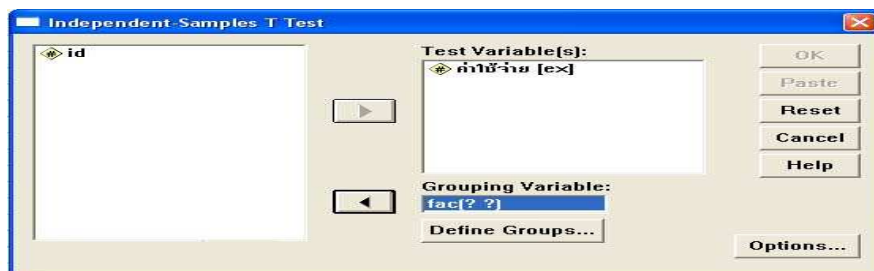 Independent-Samples T Test
id
Test Variable(s):
ค่าใช้จ่าย [ex]
OK
Paste
Reset
Cancel
Help
Grouping Variable:
fac(? ?)
Define Groups...
Options...